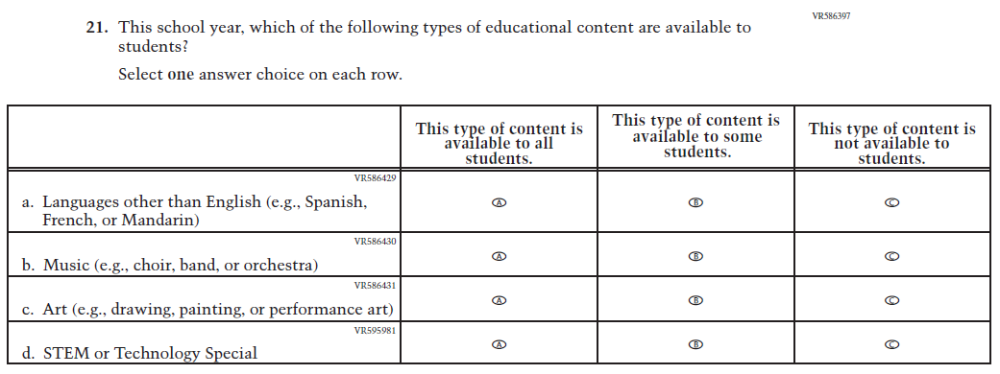 VR586397
21. This school year, which of the following types of educational content are available to
students?
Select one answer choice on each row.
This type of content is
available to all
students.
This type of content is
available to some
students.
This type of content is
not available to
students.
VR586429
a. Languages other than English (e.g., Spanish,
French, or Mandarin)
A B C
VR586430
b. Music (e.g., choir, band, or orchestra)
A B C
VR586431
c. Art (e.g., drawing, painting, or performance art)
A B C
VR595981
d. STEM or Technology Special
A B C